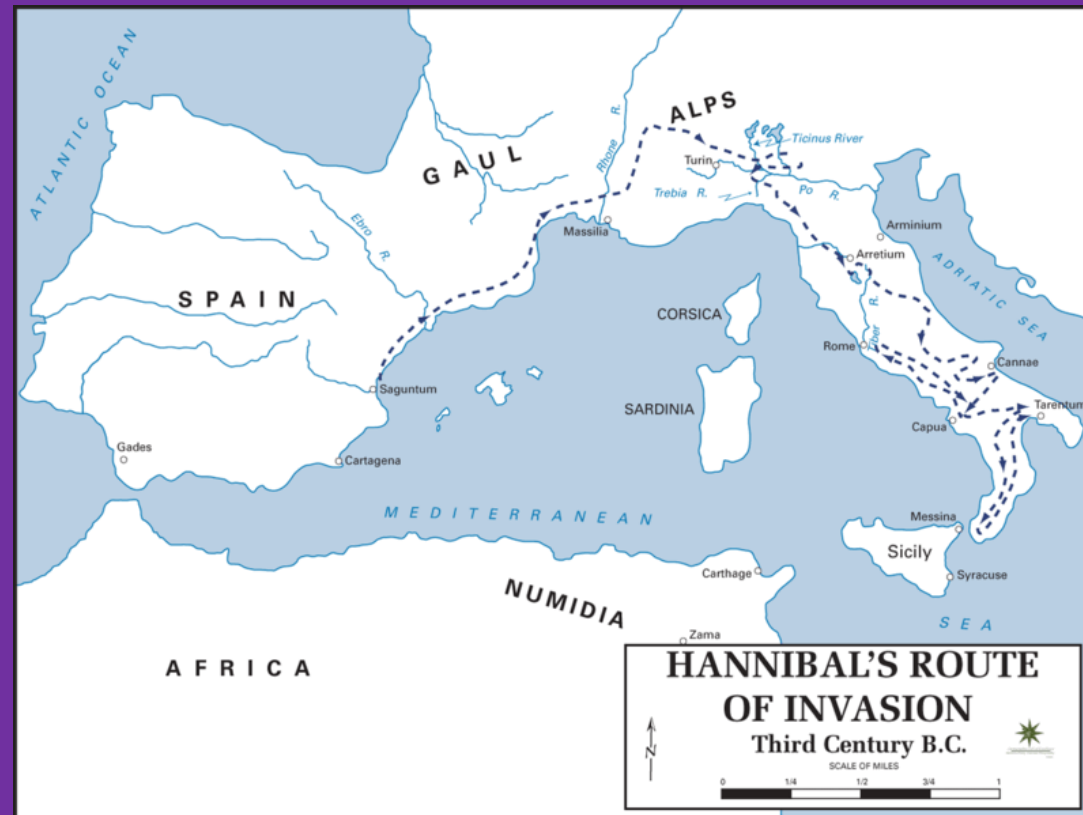 ATLANTIC OCEAN
GAUL
ALPS
Rhone R.
Ticinus River
Turin
Trebia R.
Po R.
Massilia
Arminium
Arretium
ADRIATIC SEA
Ebro R.
SPAIN
CORSICA
Tiber R.
Rome
Cannae
Saguntum
SARDINIA
Tarentum
Capua
Gades
Cartagena
MEDITERRANEAN
SEA
Messina
Sicily
Syracuse
Carthage
NUMIDIA
Zama
AFRICA
HANNIBAL'S ROUTE
OF INVASION
Third Century B.C.
SCALE OF MILES
0 1/4 1/2 3/4 1
N